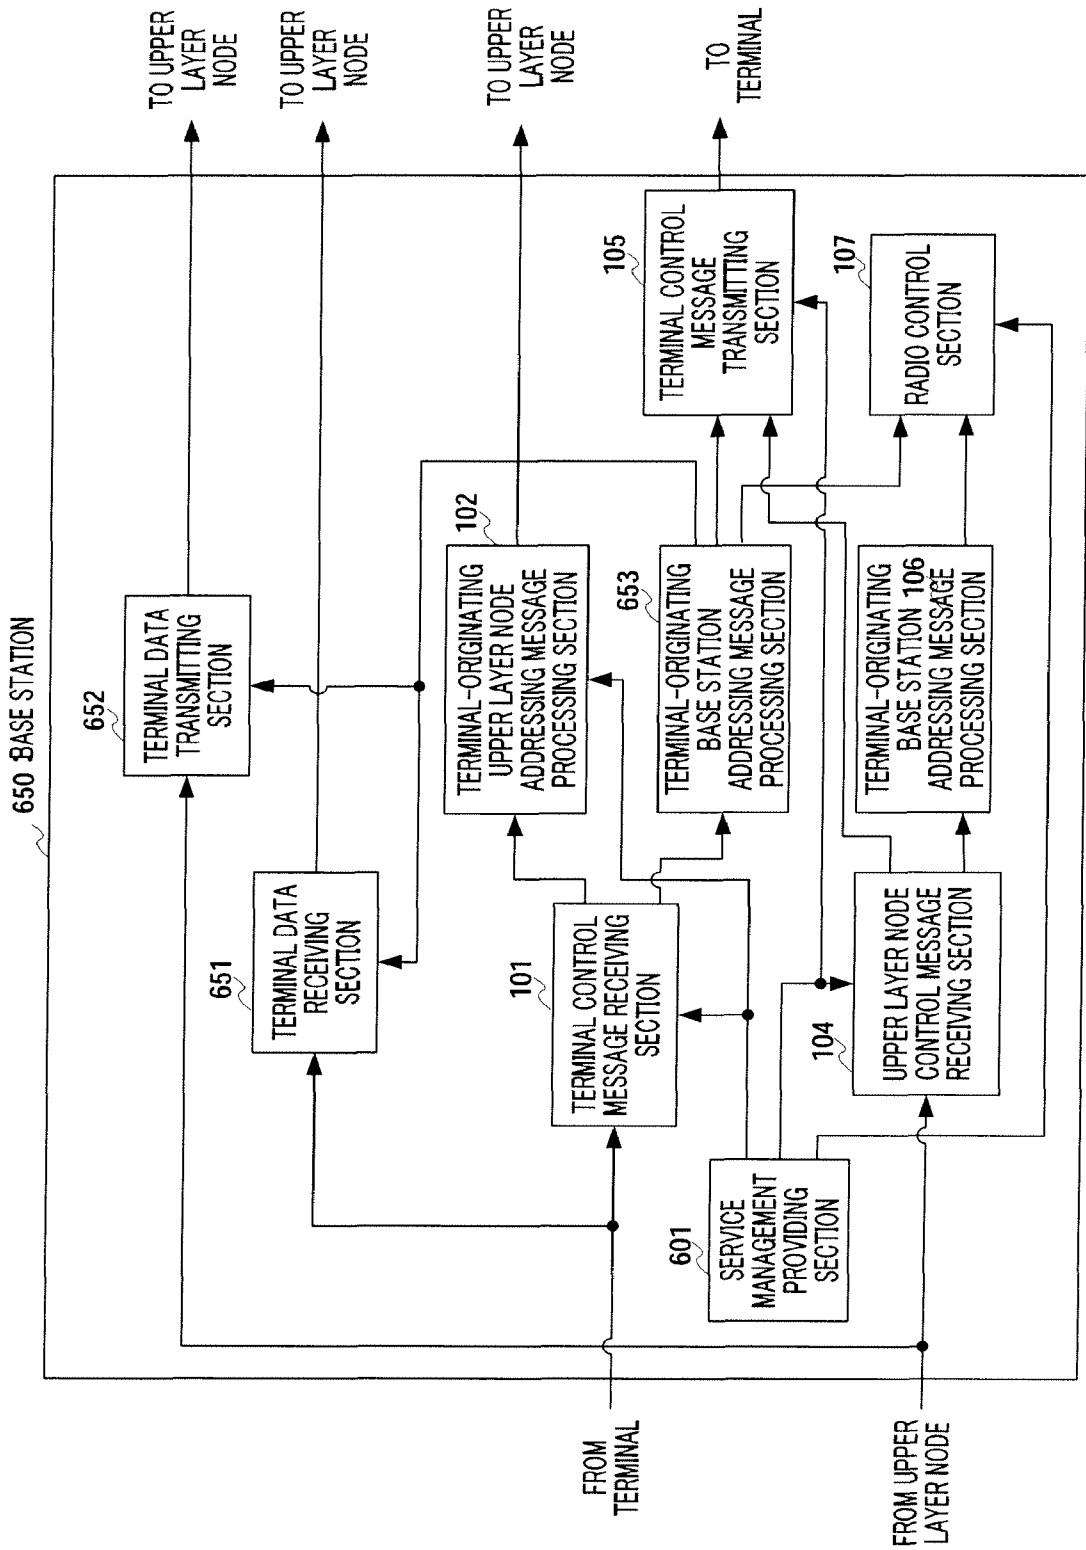 650 BASE STATION
652
TERMINAL DATA
TRANSMITTING
SECTION
TO UPPER
LAYER
NODE
651
TERMINAL DATA
RECEIVING
SECTION
TO UPPER
LAYER
NODE
FROM
TERMINAL
101
TERMINAL CONTROL
MESSAGE RECEIVING
SECTION
102
TERMINAL-ORIGINATING
UPPER LAYER NODE
ADDRESSING MESSAGE
PROCESSING SECTION
TO UPPER
LAYER
NODE
653
TERMINAL-ORIGINATING
BASE STATION
ADDRESSING MESSAGE
PROCESSING SECTION
105
TERMINAL CONTROL
MESSAGE
TRANSMITTING
SECTION
TO
TERMINAL
601
SERVICE
MANAGEMENT
PROVIDING
SECTION
FROM UPPER
LAYER NODE
104
UPPER LAYER NODE
CONTROL MESSAGE
RECEIVING SECTION
TERMINAL-ORIGINATING
BASE STATION 106
ADDRESSING MESSAGE
PROCESSING SECTION
107
RADIO CONTROL
SECTION